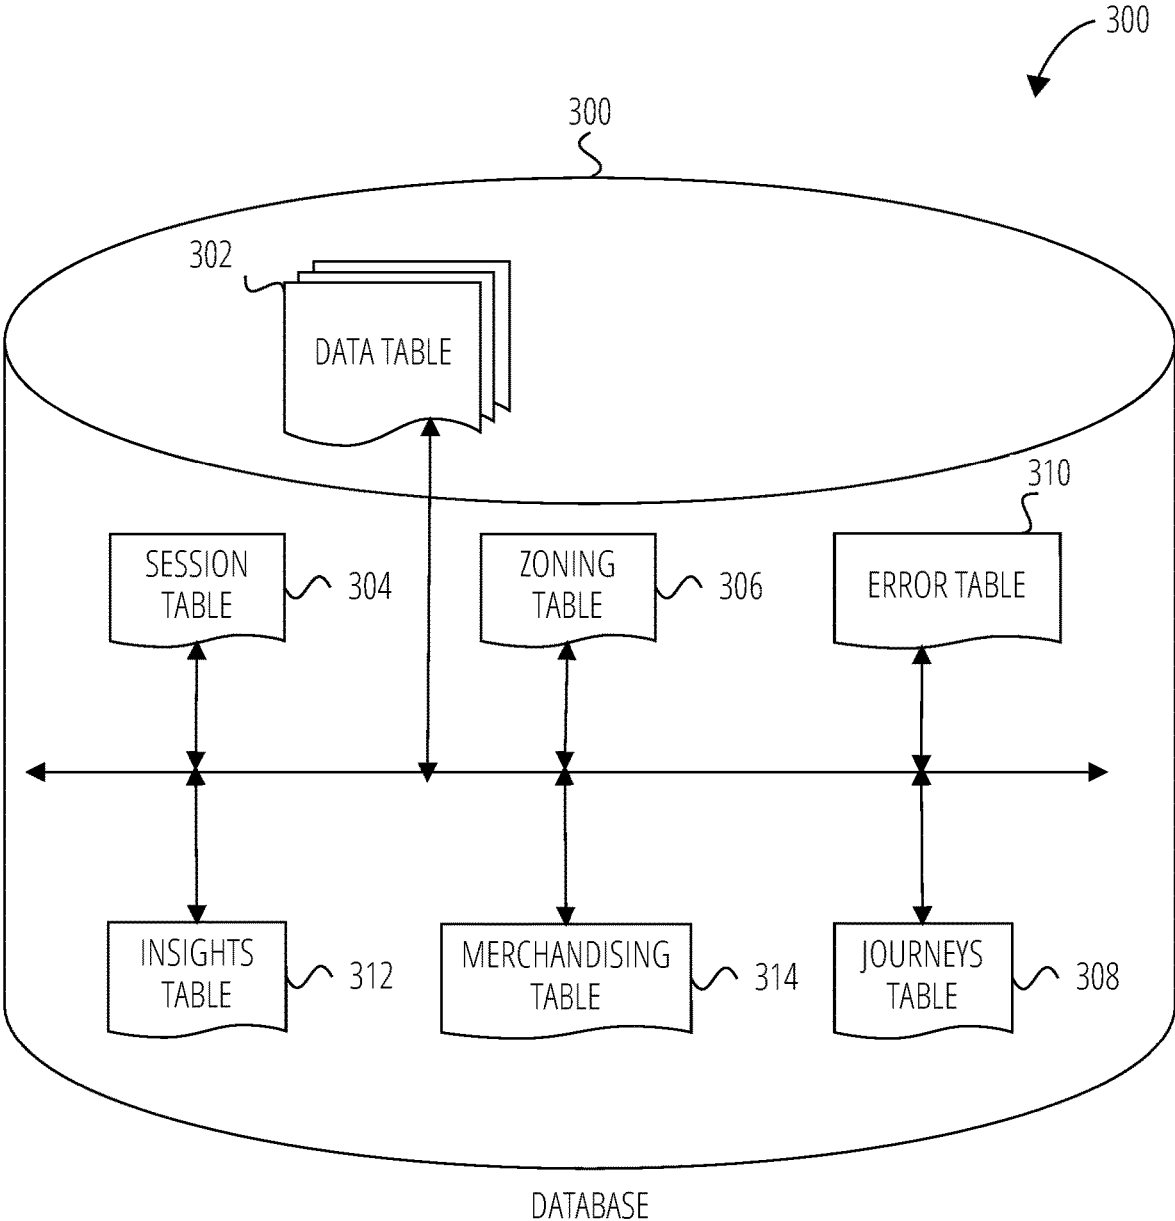 300
300
302
DATA TABLE
310
SESSION
TABLE
304
ZONING
TABLE
306
ERROR TABLE
INSIGHTS
TABLE
312
MERCHANDISING
TABLE
314
JOURNEYS
TABLE
308
DATABASE